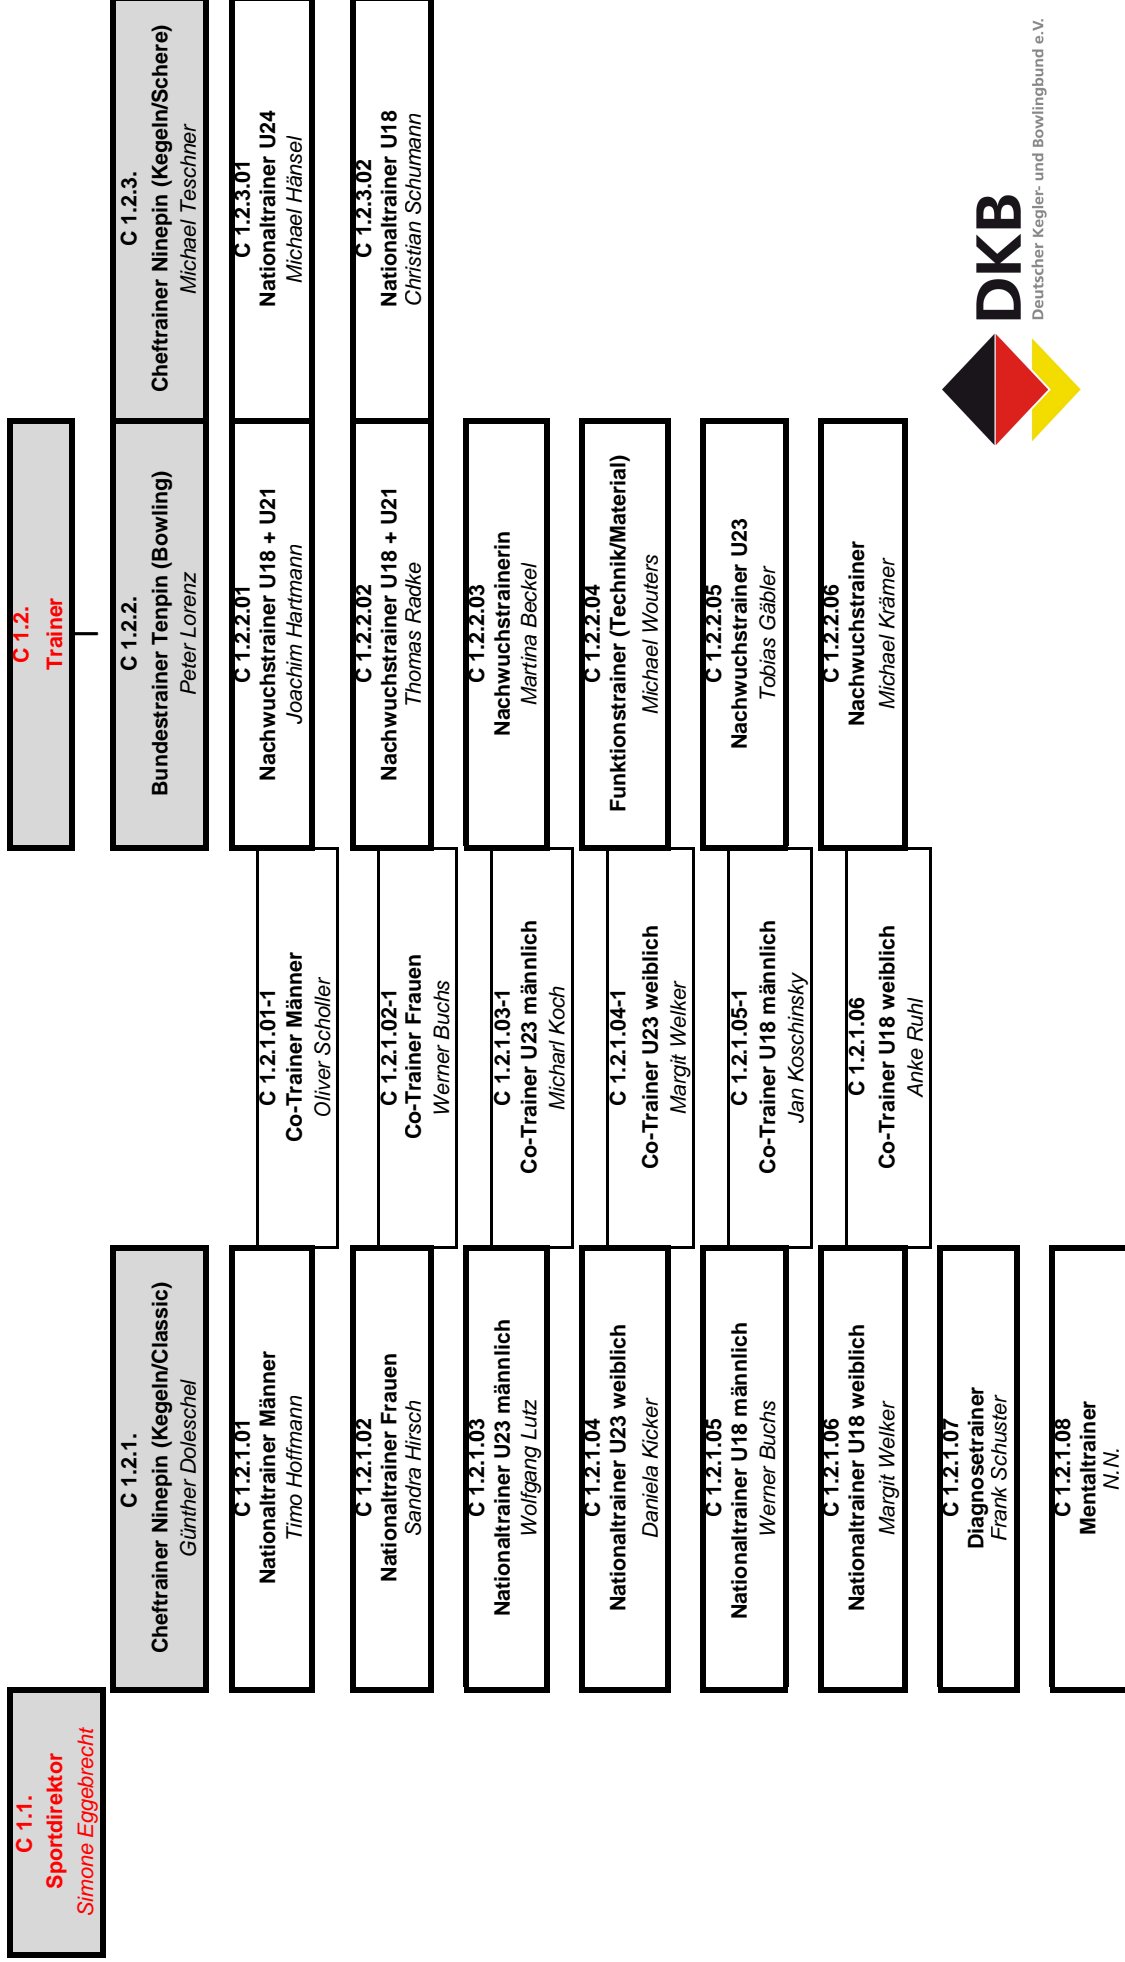 C 1.1.
Sportdirektor
Simone Eggebrecht
C 1.2.
Trainer
C 1.2.1.
Cheftrainer Ninepin (Kegeln/Classic)
Günther Doleschel
C 1.2.2.
Bundestrainer Tenpin (Bowling)
Peter Lorenz
C 1.2.3.
Cheftrainer Ninepin (Kegeln/Schere)
Michael Teschner
C 1.2.1.01
Nationaltrainer Männer
Timo Hoffmann
C 1.2.1.01-1
Co-Trainer Männer
Oliver Scholler
C 1.2.2.01
Nachwuchstrainer U18 + U21
Joachim Hartmann
C 1.2.3.01
Nationaltrainer U24
Michael Hänsel
C 1.2.1.02
Nationaltrainer Frauen
Sandra Hirsch
C 1.2.1.02-1
Co-Trainer Frauen
Werner Buchs
C 1.2.2.02
Nachwuchstrainer U18 + U21
Thomas Radke
C 1.2.3.02
Nationaltrainer U18
Christian Schumann
C 1.2.1.03
Nationaltrainer U23 männlich
Wolfgang Lutz
C 1.2.1.03-1
Co-Trainer U23 männlich
Micharl Koch
C 1.2.2.03
Nachwuchstrainerin
Martina Beckel
C 1.2.1.04
Nationaltrainer U23 weiblich
Daniela Kicker
C 1.2.1.04-1
Co-Trainer U23 weiblich
Margit Welker
C 1.2.2.04
Funktionstrainer (Technik/Material)
Michael Wouters
C 1.2.1.05
Nationaltrainer U18 männlich
Werner Buchs
C 1.2.1.05-1
Co-Trainer U18 männlich
Jan Koschinsky
C 1.2.2.05
Nachwuchstrainer U23
Tobias Gäbler
C 1.2.1.06
Nationaltrainer U18 weiblich
Margit Welker
C 1.2.1.06
Co-Trainer U18 weiblich
Anke Ruhl
C 1.2.2.06
Nachwuchstrainer
Michael Krämer
C 1.2.1.07
Diagnosetrainer
Frank Schuster
C 1.2.1.08
Mentaltrainer
N.N.
DKB
Deutscher Kegler- und Bowlingbund e.V.